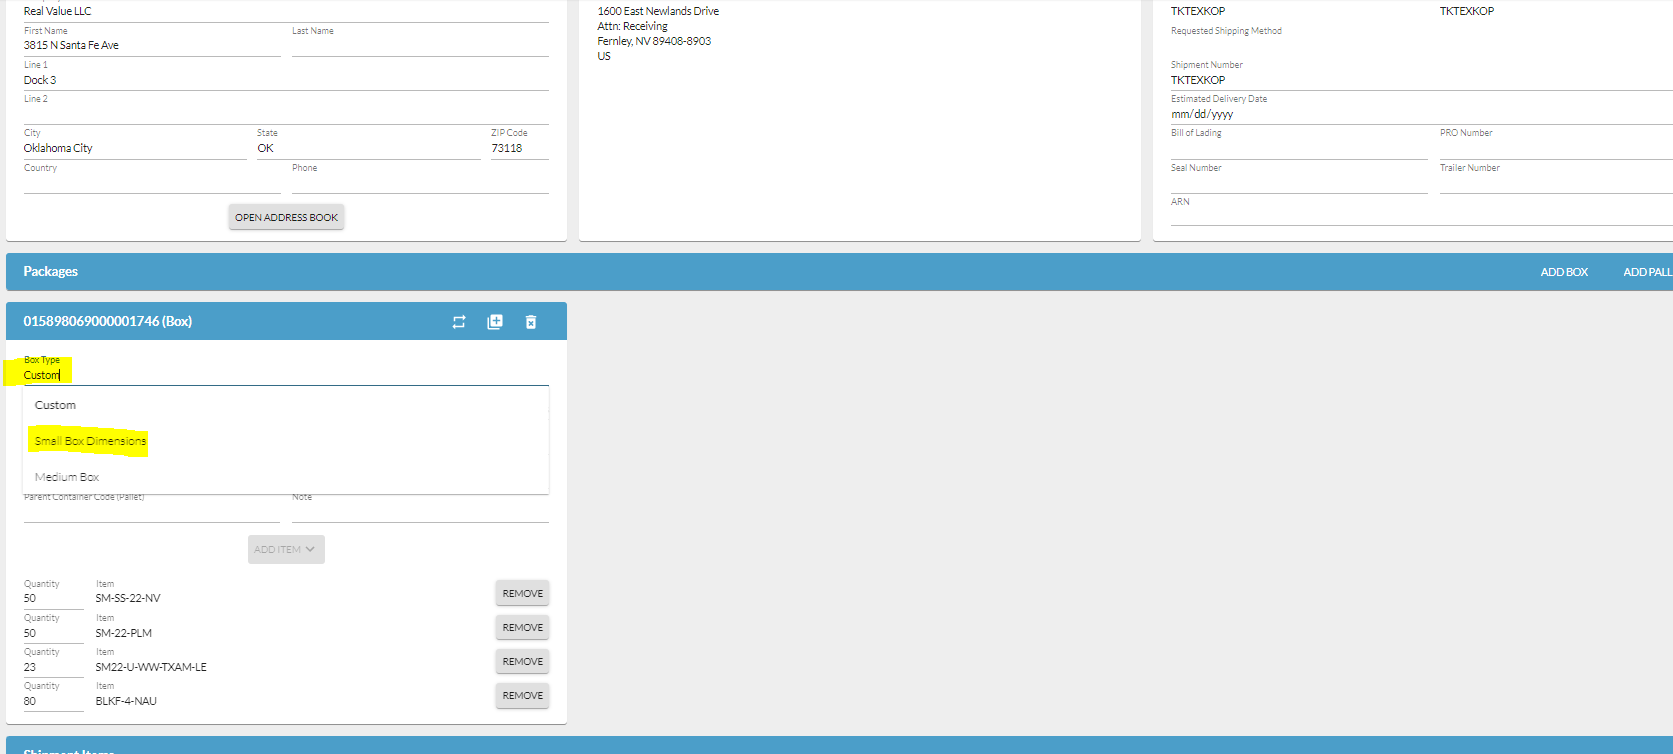 Real Value LLC
First Name
Last Name
3815 N Santa Fe Ave
Line 1
Dock 3
Line 2
City
State
ZIP Code
Oklahoma City
OK
73118
Country
Phone
OPEN ADDRESS BOOK
1600 East Newlands Drive
Attn: Receiving
Fernley, NV 89408-8903
US
TKTEXKOP
TKTEXKOP
Requested Shipping Method
Shipment Number
TKTEXKOP
Estimated Delivery Date
mm/dd/yyyy
Bill of Lading
PRO Number
Seal Number
Trailer Number
ARN
Packages
ADD BOX
ADD PALL
015898069000001746 (Box)
Box Type
Custom
Custom
Small Box Dimensions
Medium Box
Parent Container Code (Pallet)
Note
ADD ITEM
Quantity
Item
50
SM-SS-22-NV
REMOVE
Quantity
Item
50
SM-22-PLM
REMOVE
Quantity
Item
23
SM22-U-WW-TXAM-LE
REMOVE
Quantity
Item
80
BLKF-4-NAU
REMOVE
Shipment Items